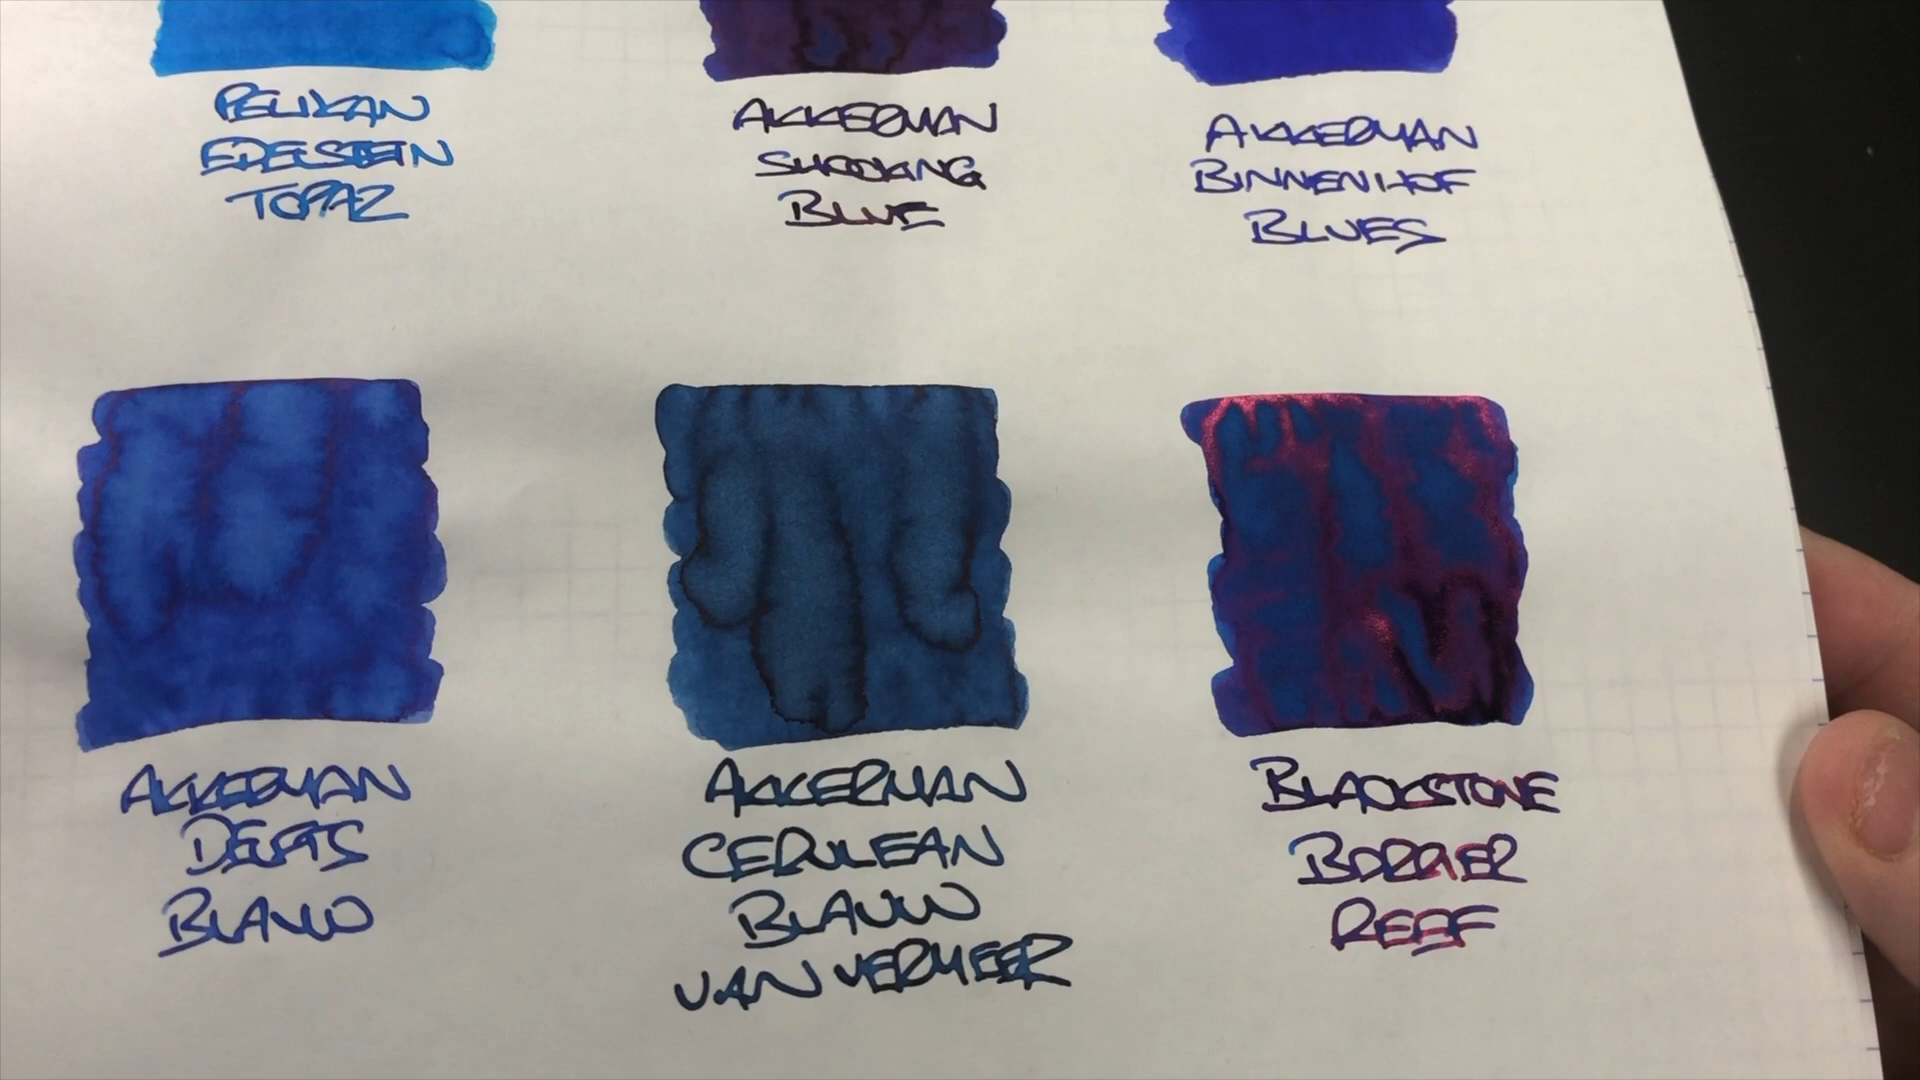 PELIKAN
EDELSTEIN
TOPAZ
AKKERMAN
SHOCKING
BLUE
AKKERMAN
BINNENHOF
BLUES
AKKERMAN
DELFTS
BLAUW
AKKERMAN
CERULEAN
BLAUW
VAN VERMEER
BLACKSTONE
BARRIER
REEF